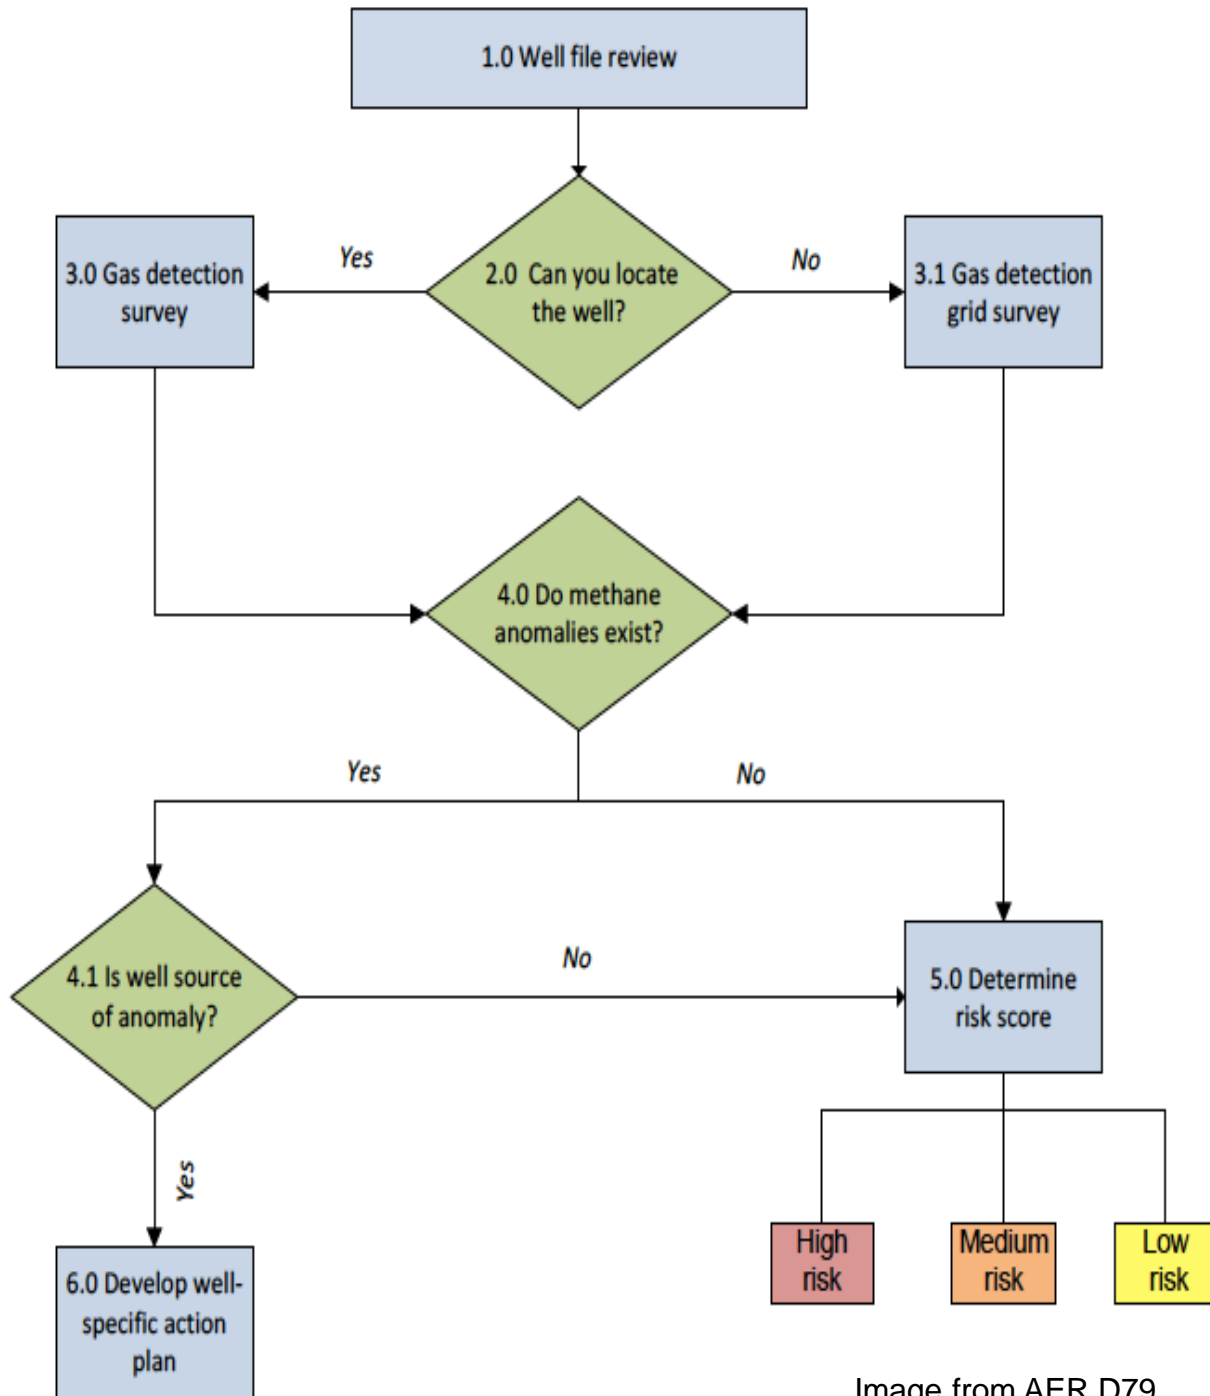 1.0 Well file review
2.0 Can you locate
the well?
Yes
No
3.0 Gas detection
survey
3.1 Gas detection
grid survey
4.0 Do methane
anomalies exist?
Yes
No
4.1 Is well source
of anomaly?
No
5.0 Determine
risk score
Yes
6.0 Develop well-
specific action
plan
High
risk
Medium
risk
Low
risk
Image from AER D79